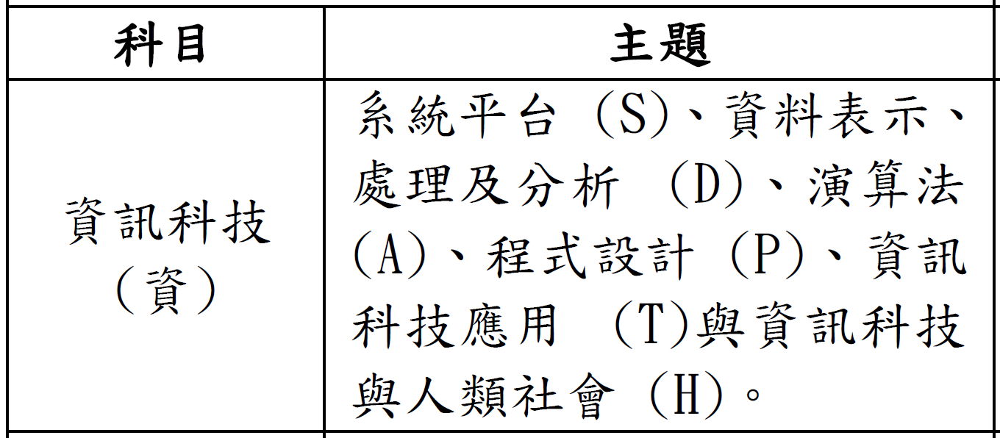 科目
主題
資訊科技
（資）
系統平台 (S)、資料表示、
處理及分析 (D)、演算法
(A)、程式設計 (P)、資訊
科技應用 (T)與資訊科技
與人類社會 (H)。